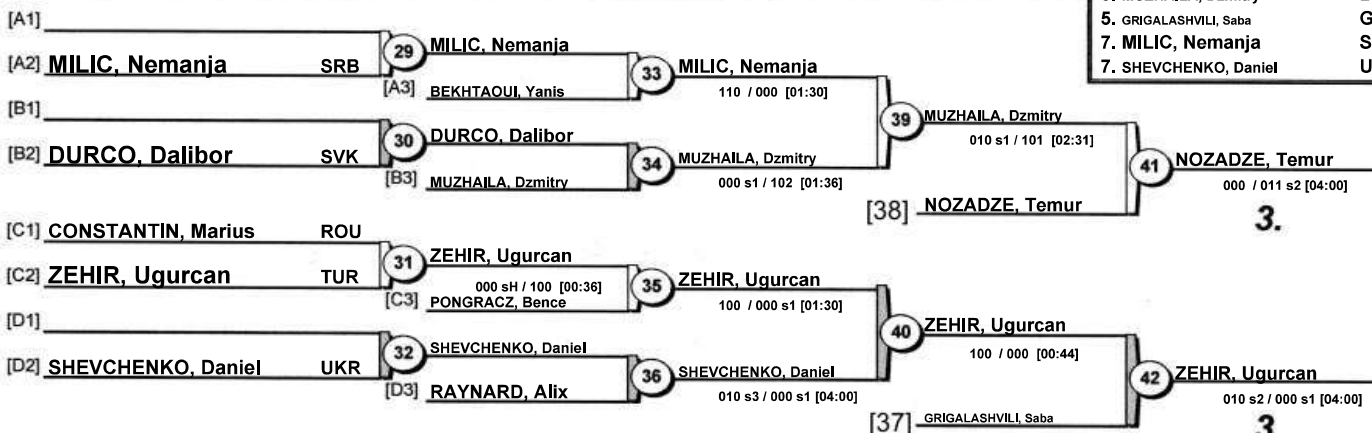 5. GRIGALASHVILI, Saba G
7. MILIC, Nemanja S
7. SHEVCHENKO, Daniel U
[A1]
[A2] MILIC, Nemanja SRB
29
MILIC, Nemanja
[A3] BEKHTAOUI, Yanis
33
MILIC, Nemanja
110 / 000 [01:30]
[B1]
[B2] DURCO, Dalibor SVK
30
DURCO, Dalibor
[B3] MUZHAILA, Dzmitry
34
MUZHAILA, Dzmitry
000 s1 / 102 [01:36]
39
MUZHAILA, Dzmitry
010 s1 / 101 [02:31]
[38] NOZADZE, Temur
41
NOZADZE, Temur
000 / 011 s2 [04:00]
3.
[C1] CONSTANTIN, Marius ROU
[C2] ZEHIR, Ugurcan TUR
31
ZEHIR, Ugurcan
000 sH / 100 [00:36]
[C3] PONGRACZ, Bence
35
ZEHIR, Ugurcan
100 / 000 s1 [01:30]
[D1]
[D2] SHEVCHENKO, Daniel UKR
32
SHEVCHENKO, Daniel
[D3] RAYNARD, Alix
36
SHEVCHENKO, Daniel
010 s3 / 000 s1 [04:00]
40
ZEHIR, Ugurcan
100 / 000 [00:44]
[37] GRIGALASHVILI, Saba
42
ZEHIR, Ugurcan
010 s2 / 000 s1 [04:00]
3